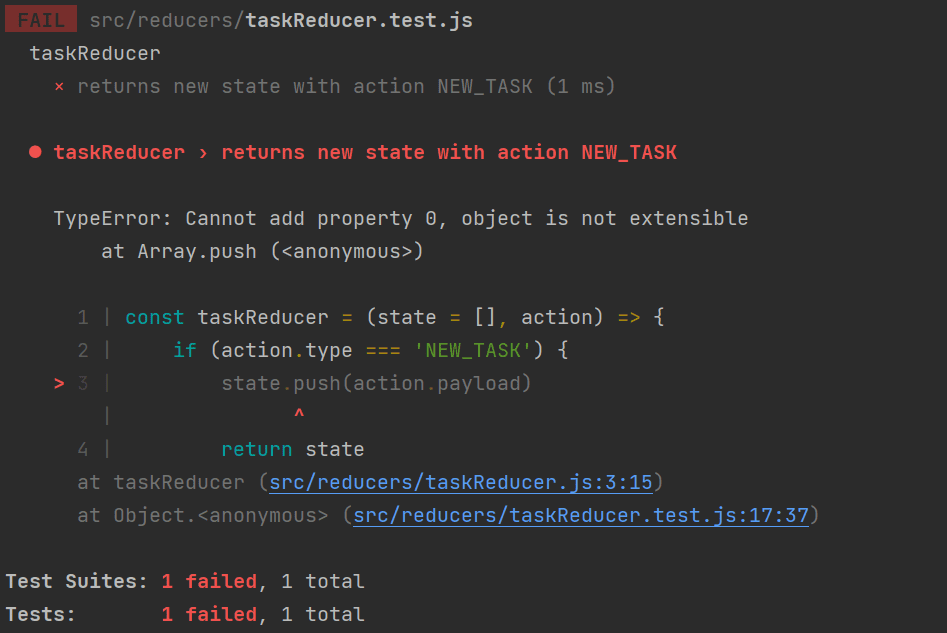 FAIL src/reducers/taskReducer.test.js
taskReducer
× returns new state with action NEW_TASK (1 ms)
● taskReducer › returns new state with action NEW_TASK
TypeError: Cannot add property 0, object is not extensible
at Array.push (<anonymous>)
1 | const taskReducer = (state = [], action) => {
2 | if (action.type === 'NEW_TASK') {
> 3 | state.push(action.payload)
| ^
4 | return state
at taskReducer (src/reducers/taskReducer.js:3:15)
at Object.<anonymous> (src/reducers/taskReducer.test.js:17:37)
Test Suites: 1 failed, 1 total
Tests: 1 failed, 1 total